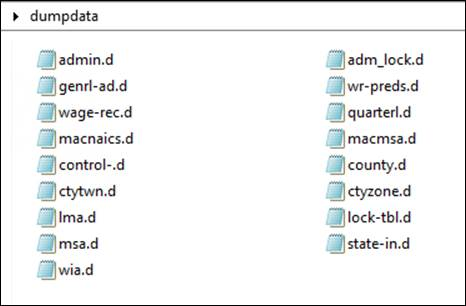 dumpdata
admin.d
adm_lock.d
genrl-ad.d
wr-preds.d
wage-rec.d
quarterl.d
macnaics.d
macmsa.d
control-.d
county.d
ctytwn.d
ctyzone.d
lma.d
lock-tbl.d
msa.d
state-in.d
wia.d